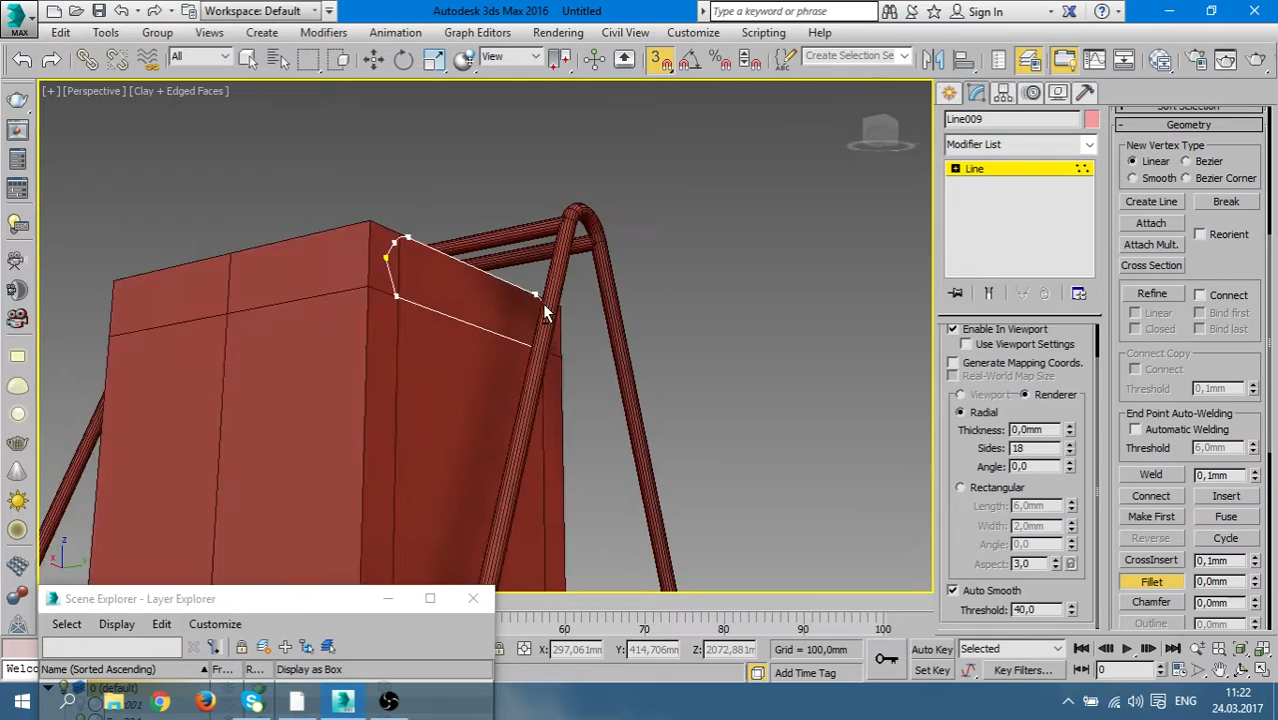 Workspace: Default
Autodesk 3ds Max 2016 Untitled
Type a keyword or phrase
Sign In
MAX
Edit Tools Group Views Create Modifiers Animation Graph Editors Rendering Civil View Customize Scripting Help
All
View
3
Create Selection Se
[+] [Perspective] [Clay + Edged Faces]
Line009
Modifier List
Line
Enable In Viewport
Use Viewport Settings
Generate Mapping Coords.
Real-World Map Size
Viewport Renderer
Radial
Thickness: 0,0mm
Sides: 18
Angle: 0,0
Rectangular
Length: 6,0mm
Width: 2,0mm
Angle: 0,0
Aspect: 3,0
Auto Smooth
Threshold: 40,0
Soft Selection
Geometry
New Vertex Type
Linear Bezier
Smooth Bezier Corner
Create Line Break
Attach Reorient
Attach Mult.
Cross Section
Refine Connect
Linear Bind first
Closed Bind last
Connect Copy
Connect
Threshold 0,1mm
End Point Auto-Welding
Automatic Welding
Threshold 6,0mm
Weld 0,1mm
Connect Insert
Make First Fuse
Reverse Cycle
CrossInsert 0,1mm
Fillet 0,0mm
Chamfer 0,0mm
Outline 0,0mm
z
x
y
Scene Explorer - Layer Explorer
Select Display Edit Customize
Name (Sorted Ascending) Fr... R... Display as Box
0 (default)
60 70 80 90 100
X: 297,061mm Y: 414,706mm Z: 2072,881m Grid = 100,0mm
Add Time Tag
Auto Key Selected
Set Key Key Filters...
0
Welco
ENG
11:22
24.03.2017